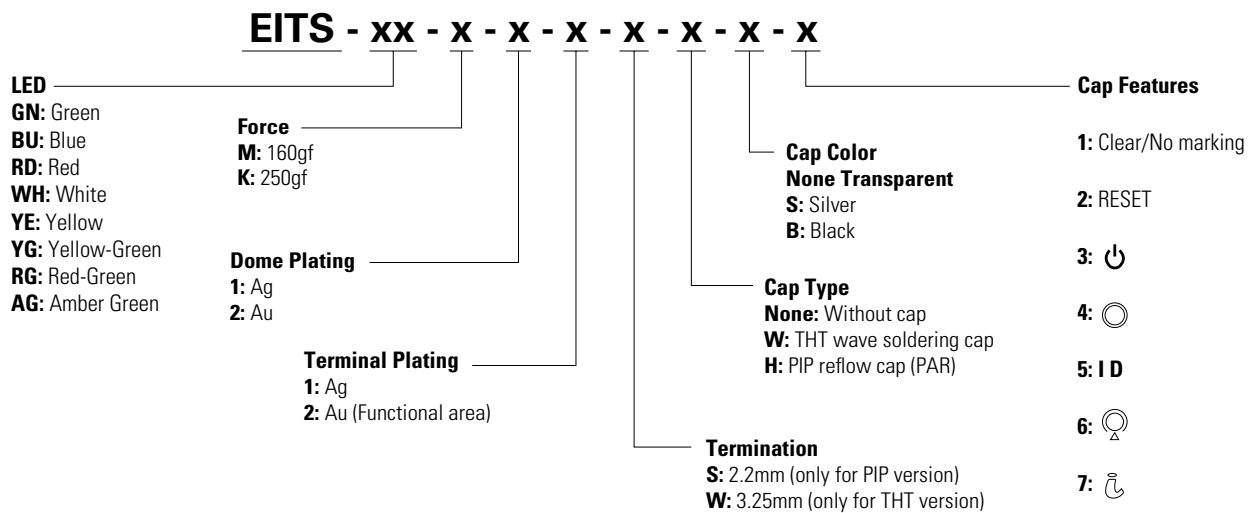 EITS - xx - x - x - x - x - x - x - x
LED
GN: Green
BU: Blue
RD: Red
WH: White
YE: Yellow
YG: Yellow-Green
RG: Red-Green
AG: Amber Green
Force
M: 160gf
K: 250gf
Dome Plating
1: Ag
2: Au
Terminal Plating
1: Ag
2: Au (Functional area)
Termination
S: 2.2mm (only for PIP version)
W: 3.25mm (only for THT version)
Cap Type
None: Without cap
W: THT wave soldering cap
H: PIP reflow cap (PAR)
Cap Color
None Transparent
S: Silver
B: Black
Cap Features
1: Clear/No marking
2: RESET
3:
4:
5: I D
6:
7: